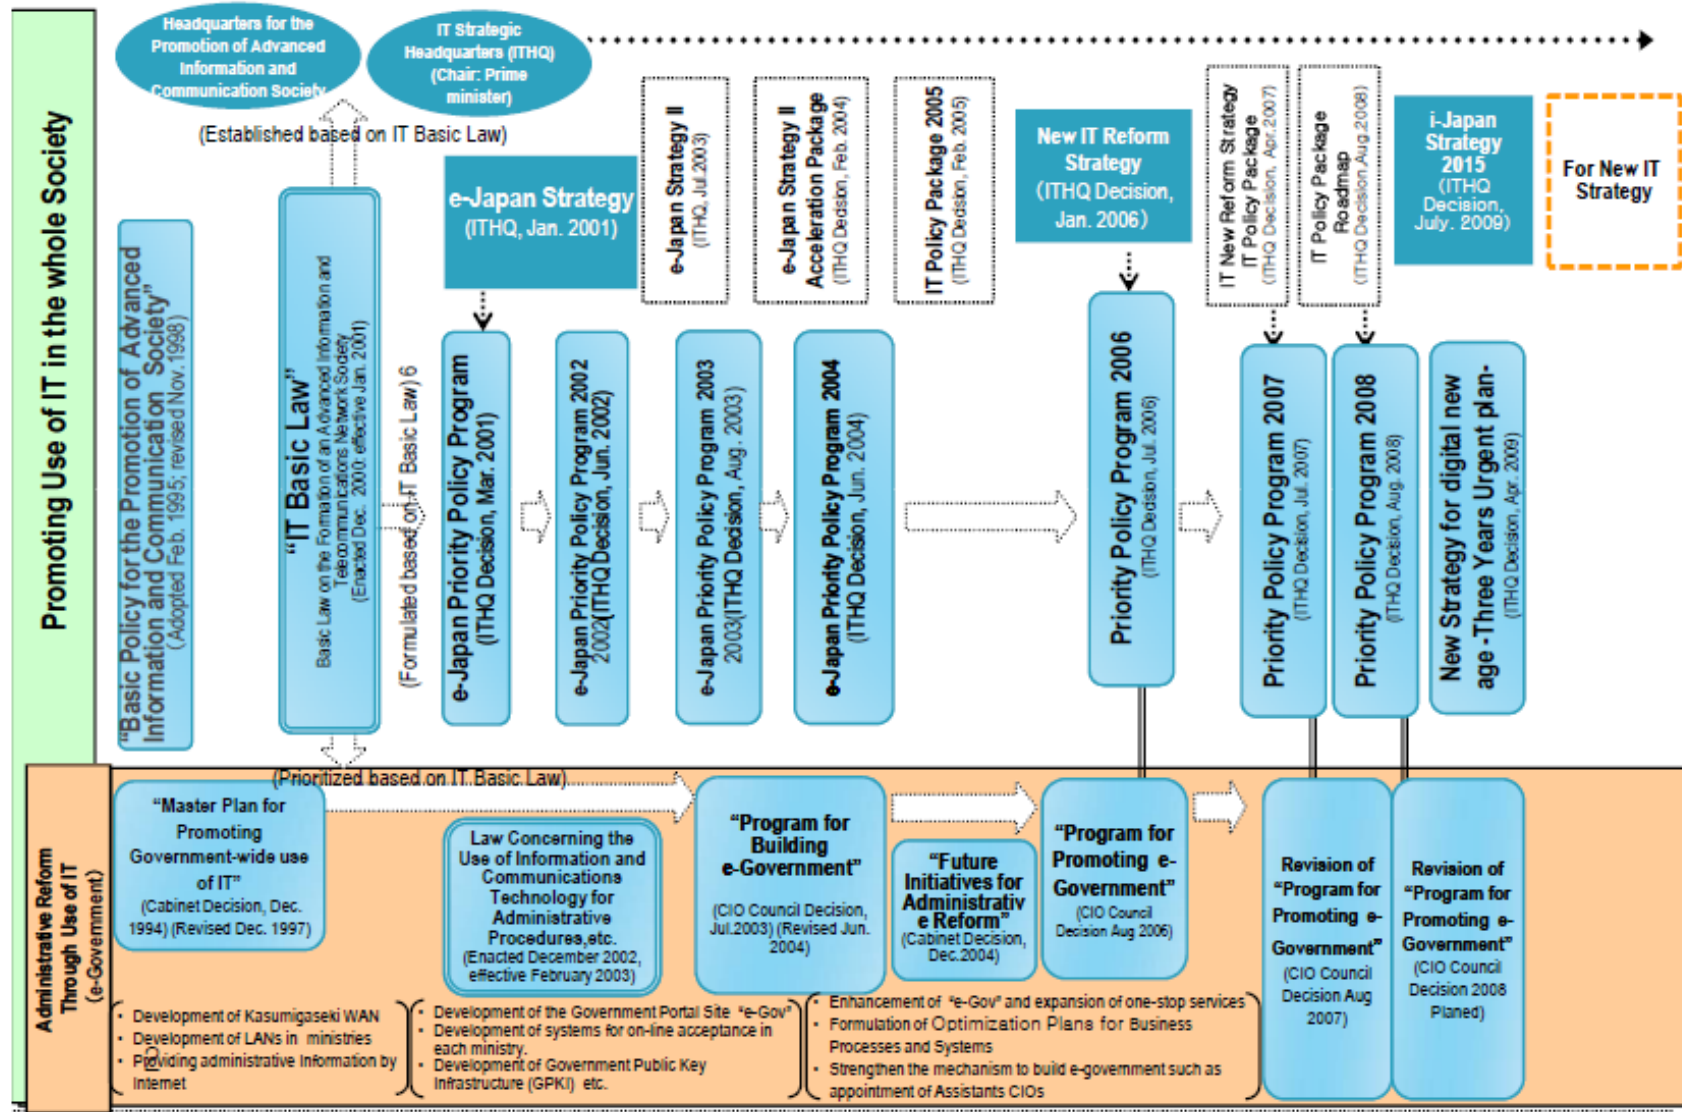 Promoting Use of IT in the whole Society
Headquarters for the
Promotion of Advanced
Information and
Communication Society
IT Strategic
Headquarters (ITHQ)
(Chair: Prime
minister)
(Established based on IT Basic Law)
"Basic Policy for the Promotion of Advanced
Information and Communication Society"
(Adopted Feb. 1995; revised Nov. 1998)
"IT Basic Law"
Basic Law on the Formation of an Advanced Information and
Telecommunications Network Society
(Enacted Dec. 2000: effective Jan. 2001)
(Formulated based on IT Basic Law) 6
e-Japan Strategy
(ITHQ, Jan. 2001)
e-Japan Strategy II
(ITHQ, Jul.2003)
e-Japan Strategy II
Acceleration Package
(ITHQ Decision, Feb. 2004)
IT Policy Package 2005
(ITHQ Decision, Feb. 2005)
New IT Reform
Strategy
(ITHQ Decision,
Jan. 2006)
IT New Reform Strategy
IT Policy Package
(ITHQ Decision, Apr.2007)
IT Policy Package
Roadmap
(ITHQ Decision,Aug.2008)
i-Japan
Strategy
2015
(ITHQ
Decision,
July. 2009)
For New IT
Strategy
e-Japan Priority Policy Program
(ITHQ Decision, Mar. 2001)
e-Japan Priority Policy Program 2002
2002(ITHQ Decision, Jun. 2002)
e-Japan Priority Policy Program 2003
2003(ITHQ Decision, Aug. 2003)
e-Japan Priority Policy Program 2004
(ITHQ Decision, Jun. 2004)
Priority Policy Program 2006
(ITHQ Decision, Jul. 2006)
Priority Policy Program 2007
(ITHQ Decision, Jul. 2007)
Priority Policy Program 2008
(ITHQ Decision, Aug. 2008)
New Strategy for digital new
age -Three Years Urgent plan-
(ITHQ Decision, Apr. 2009)
Administrative Reform
Through Use of IT
(e-Government)
(Prioritized based on IT Basic Law)
"Master Plan for
Promoting
Government-wide use
of IT"
(Cabinet Decision, Dec.
1994) (Revised Dec. 1997)
Law Concerning the
Use of Information and
Communications
Technology for
Administrative
Procedures,etc.
(Enacted December 2002,
effective February 2003)
"Program for
Building
e-Government"
(CIO Council Decision,
Jul.2003) (Revised Jun.
2004)
"Future
Initiatives for
Administrativ
e Reform"
(Cabinet Decision,
Dec.2004)
"Program for
Promoting e-
Government"
(CIO Council
Decision Aug 2006)
Revision of
"Program for
Promoting e-
Government"
(CIO Council
Decision Aug
2007)
Revision of
"Program for
Promoting e-
Government"
(CIO Council
Decision 2008
Planed)
• Development of Kasumigaseki WAN
• Development of LANs in ministries
• Providing administrative Information by
Internet
• Development of the Government Portal Site "e-Gov"
• Development of systems for on-line acceptance in
each ministry.
• Development of Government Public Key
Infrastructure (GPKI) etc.
• Enhancement of "e-Gov" and expansion of one-stop services
• Formulation of Optimization Plans for Business
Processes and Systems
• Strengthen the mechanism to build e-government such as
appointment of Assistants CIOs